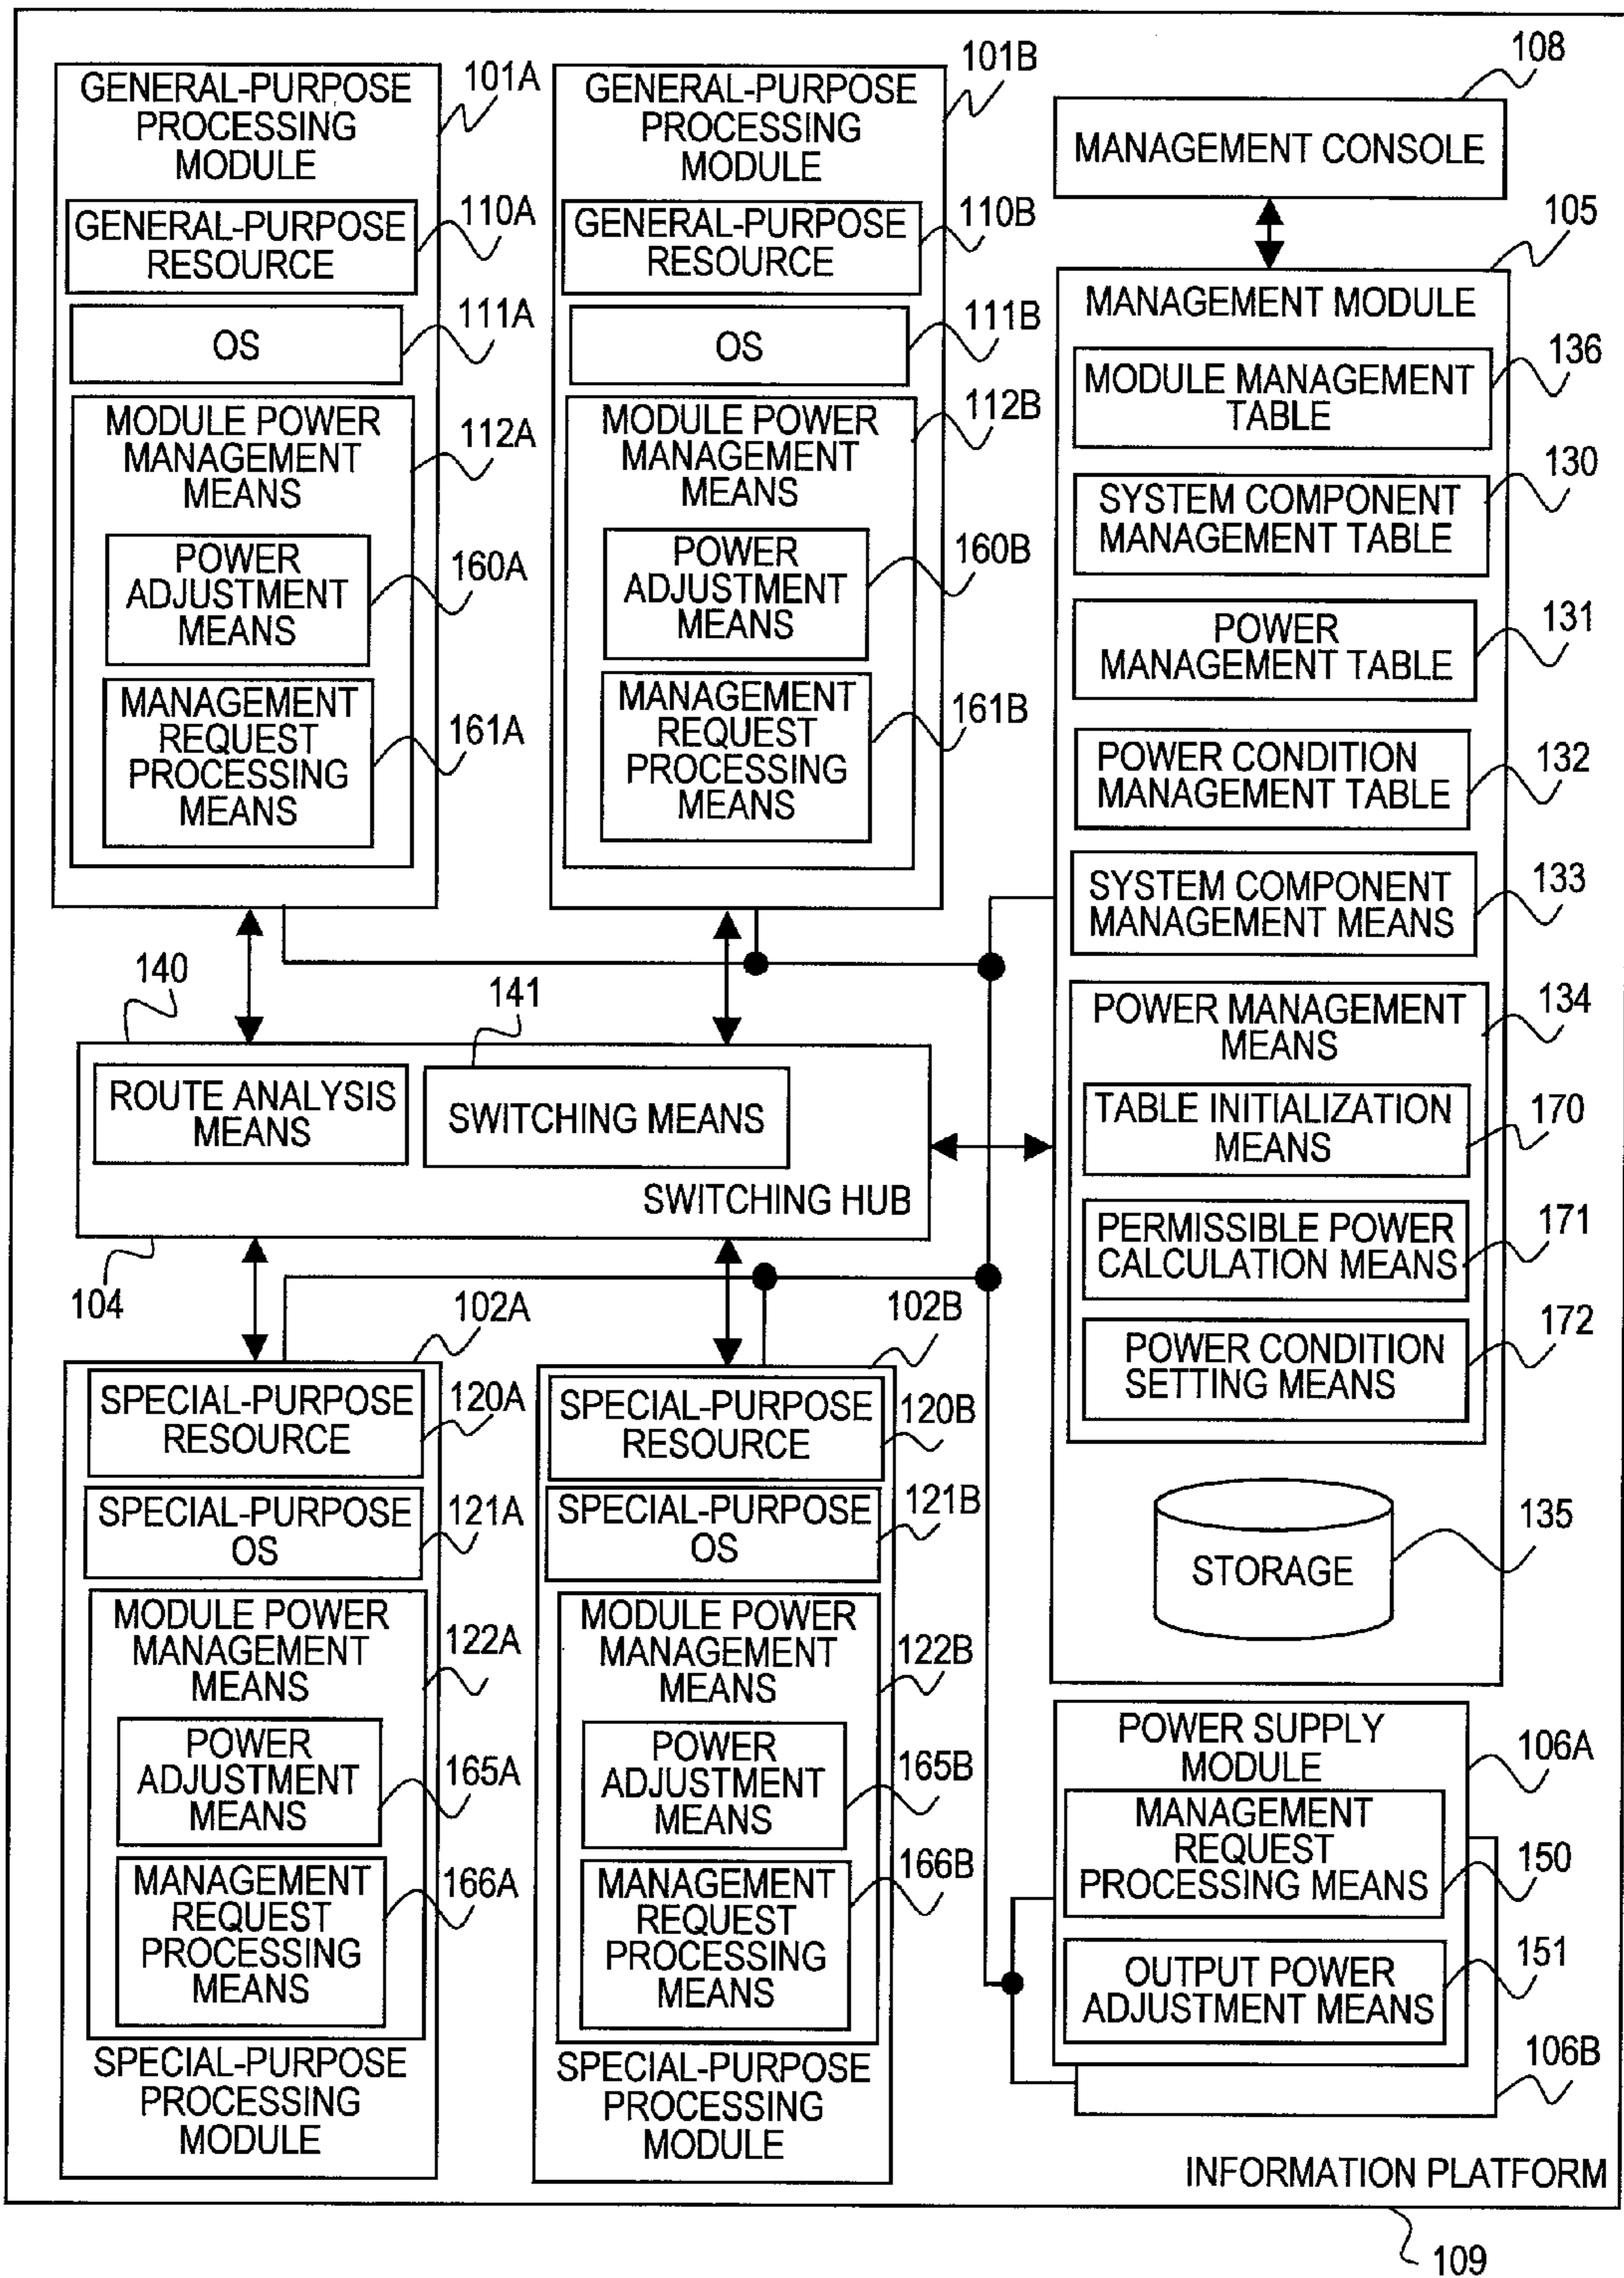 GENERAL-PURPOSE
PROCESSING
MODULE
101A
GENERAL-PURPOSE
RESOURCE
110A
OS
111A
MODULE POWER
MANAGEMENT
MEANS
112A
POWER
ADJUSTMENT
MEANS
160A
MANAGEMENT
REQUEST
PROCESSING
MEANS
161A
GENERAL-PURPOSE
PROCESSING
MODULE
101B
GENERAL-PURPOSE
RESOURCE
110B
OS
111B
MODULE POWER
MANAGEMENT
MEANS
112B
POWER
ADJUSTMENT
MEANS
160B
MANAGEMENT
REQUEST
PROCESSING
MEANS
161B
108
MANAGEMENT CONSOLE
105
MANAGEMENT MODULE
MODULE MANAGEMENT
TABLE
136
SYSTEM COMPONENT
MANAGEMENT TABLE
130
POWER
MANAGEMENT TABLE
131
POWER CONDITION
MANAGEMENT TABLE
132
SYSTEM COMPONENT
MANAGEMENT MEANS
133
POWER MANAGEMENT
MEANS
134
TABLE INITIALIZATION
MEANS
170
PERMISSIBLE POWER
CALCULATION MEANS
171
POWER CONDITION
SETTING MEANS
172
STORAGE
135
140
141
ROUTE ANALYSIS
MEANS
SWITCHING MEANS
SWITCHING HUB
104
102A
SPECIAL-PURPOSE
RESOURCE
120A
SPECIAL-PURPOSE
OS
121A
MODULE POWER
MANAGEMENT
MEANS
122A
POWER
ADJUSTMENT
MEANS
165A
MANAGEMENT
REQUEST
PROCESSING
MEANS
166A
SPECIAL-PURPOSE
PROCESSING
MODULE
102B
SPECIAL-PURPOSE
RESOURCE
120B
SPECIAL-PURPOSE
OS
121B
MODULE POWER
MANAGEMENT
MEANS
122B
POWER
ADJUSTMENT
MEANS
165B
MANAGEMENT
REQUEST
PROCESSING
MEANS
166B
SPECIAL-PURPOSE
PROCESSING
MODULE
POWER SUPPLY
MODULE
106A
MANAGEMENT
REQUEST
PROCESSING MEANS
150
OUTPUT POWER
ADJUSTMENT MEANS
151
106B
INFORMATION PLATFORM
109